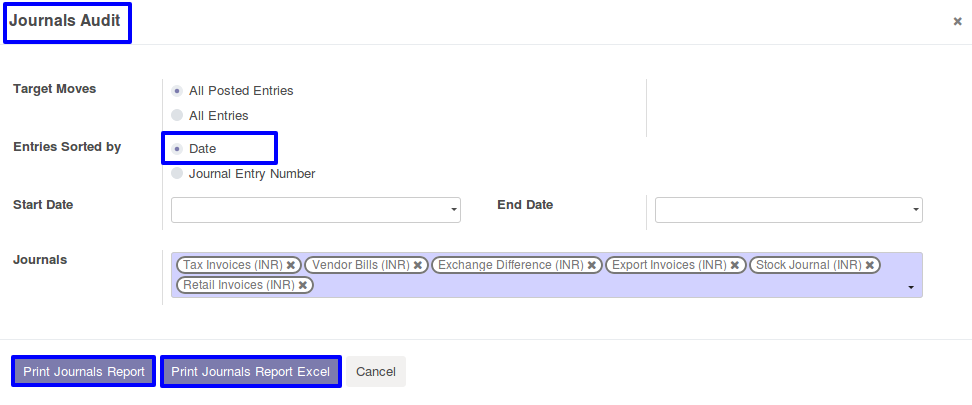 Journals Audit ×
Target Moves
All Posted Entries
All Entries
Entries Sorted by
Date
Journal Entry Number
Start Date
End Date
Journals
Tax Invoices (INR) ✖ Vendor Bills (INR) ✖ Exchange Difference (INR) ✖ Export Invoices (INR) ✖ Stock Journal (INR) ✖
Retail Invoices (INR) ✖
Print Journals Report Print Journals Report Excel Cancel